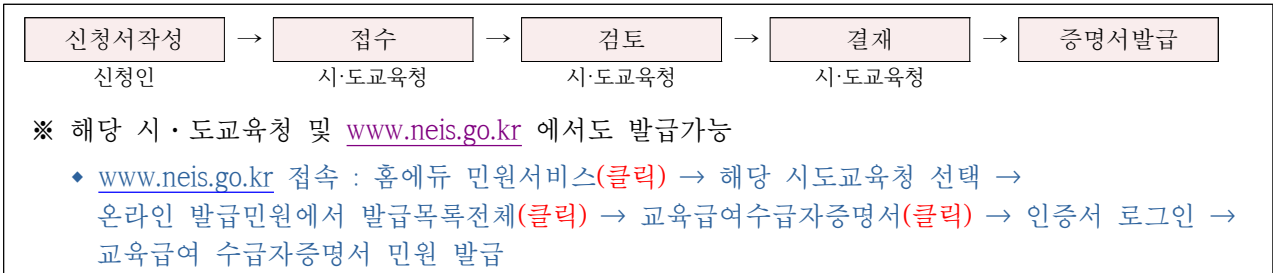 신청서작성 → 접수 → 검토 → 결재 → 증명서발급
신청인 시·도교육청 시·도교육청 시·도교육청
※ 해당 시·도교육청 및 www.neis.go.kr 에서도 발급가능
◆ www.neis.go.kr 접속 : 홈에듀 민원서비스(클릭) → 해당 시도교육청 선택 →
온라인 발급민원에서 발급목록전체(클릭) → 교육급여수급자증명서(클릭) → 인증서 로그인 →
교육급여 수급자증명서 민원 발급